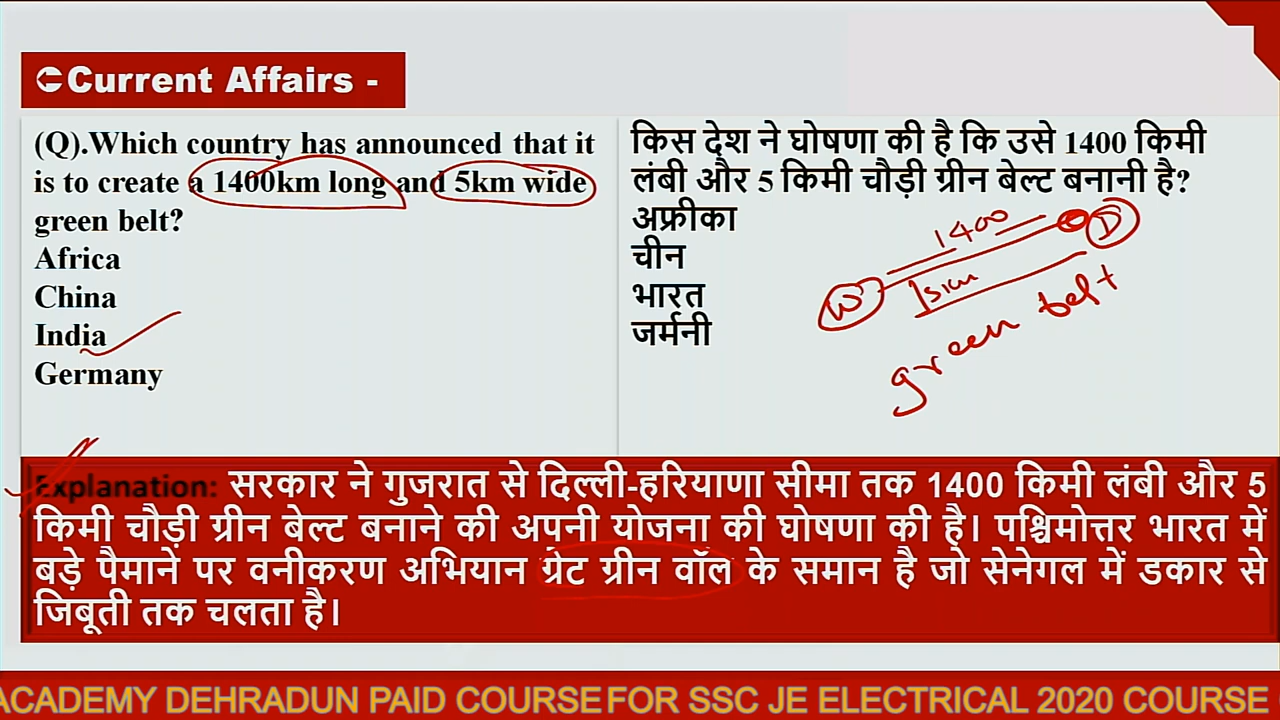 Current Affairs -
(Q).Which country has announced that it
is to create a 1400km long and 5km wide
green belt?
Africa
China
India
Germany
किस देश ने घोषणा की है कि उसे 1400 किमी
लंबी और 5 किमी चौड़ी ग्रीन बेल्ट बनानी है?
अफ्रीका
चीन
भारत
जर्मनी
1400
D
W
5km
green belt
Explanation: सरकार ने गुजरात से दिल्ली-हरियाणा सीमा तक 1400 किमी लंबी और 5
किमी चौड़ी ग्रीन बेल्ट बनाने की अपनी योजना की घोषणा की है। पश्चिमोत्तर भारत में
बड़े पैमाने पर वनीकरण अभियान ग्रेट ग्रीन वॉल के समान है जो सेनेगल में डकार से
जिबूती तक चलता है।
ACADEMY DEHRADUN PAID COURSE FOR SSC JE ELECTRICAL 2020 COURSE